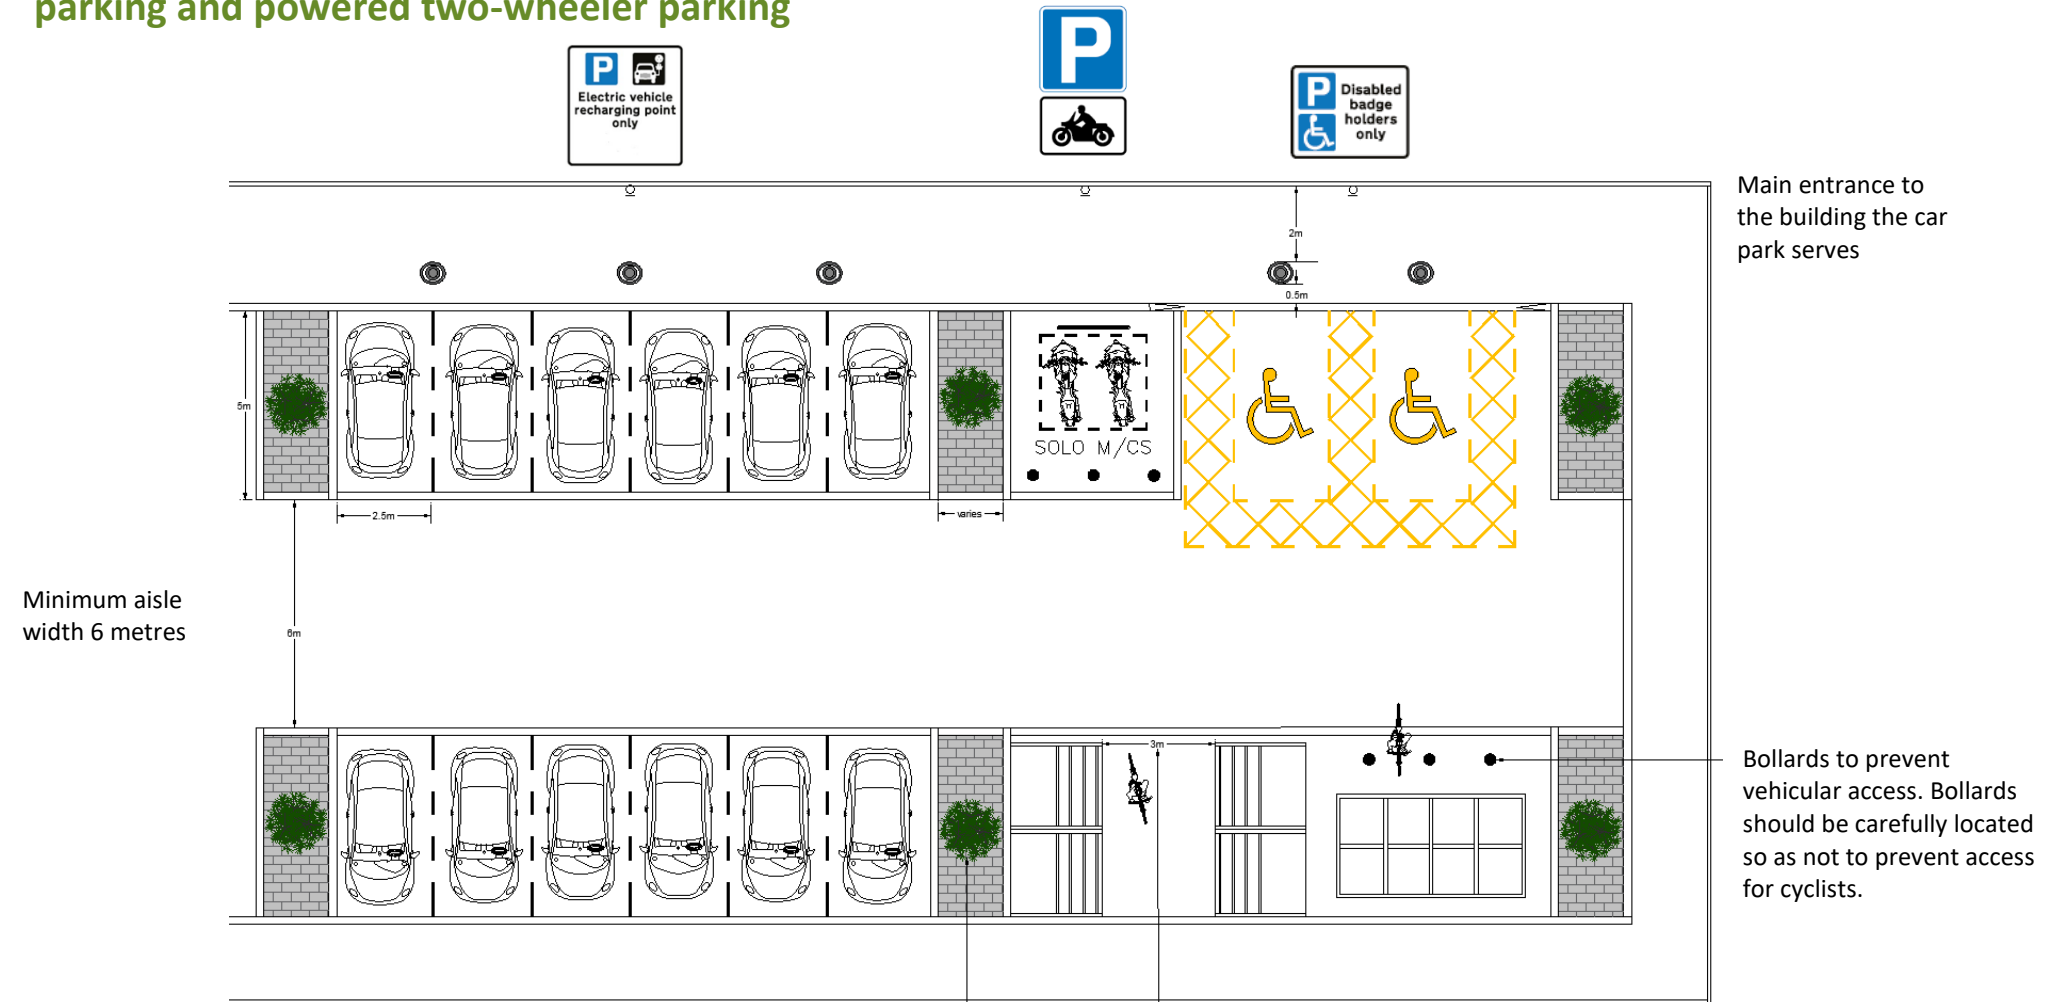 parking and powered two-wheeler parking
P
Electric vehicle
recharging point
only
P
P
Disabled
badge
holders
only
Main entrance to
the building the car
park serves
2m
0.5m
5m
SOLO M/CS
2.5m
varies
Minimum aisle
width 6 metres
6m
3m
Bollards to prevent
vehicular access. Bollards
should be carefully located
so as not to prevent access
for cyclists.